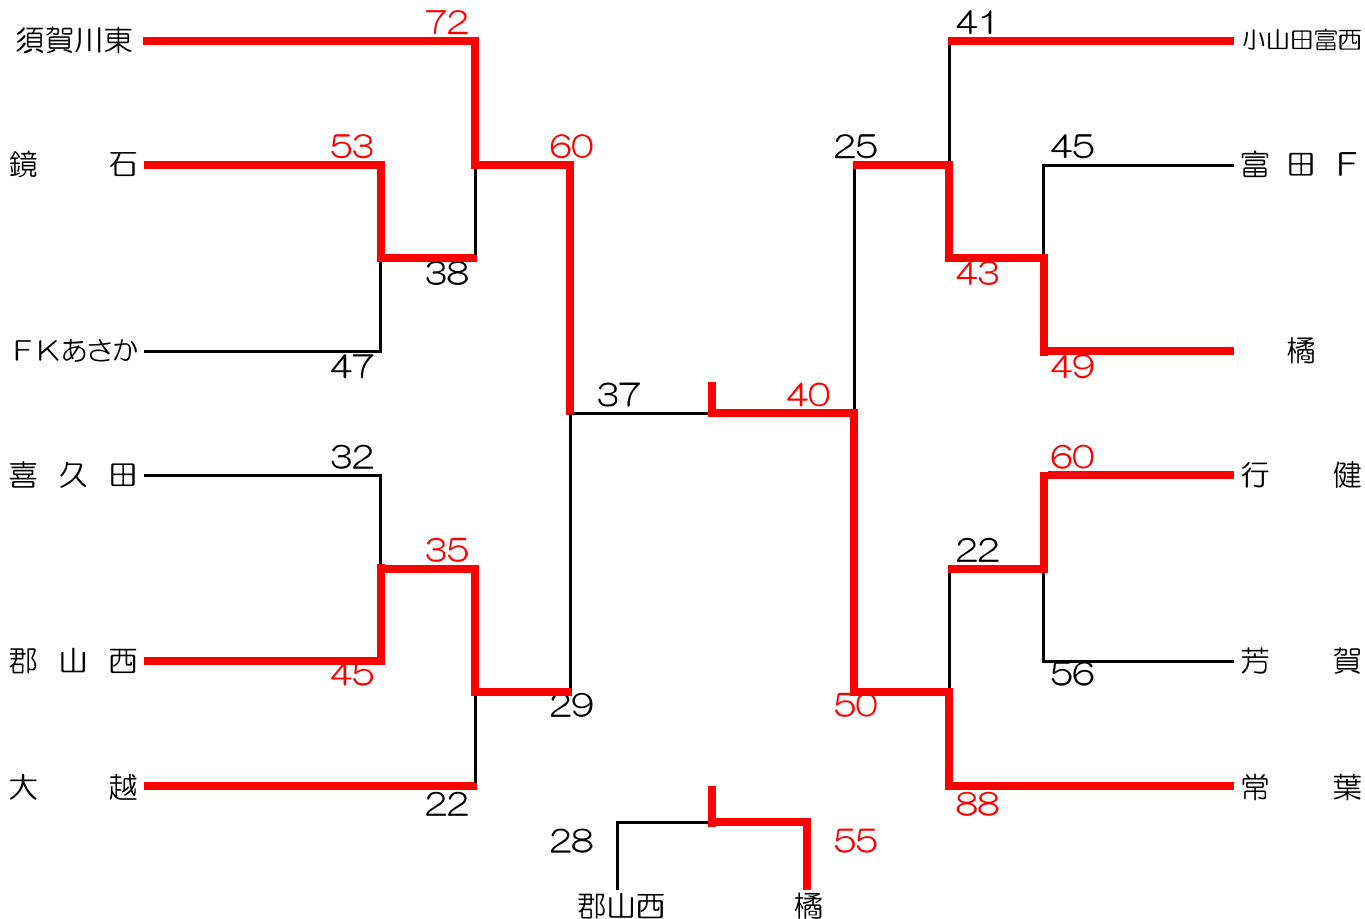 72
41
須賀川東
小山田富西
53
60
25
45
鏡 石
富 田 F
38
43
FKあさか
47
49
橘
37
40
32
60
喜 久 田
行 健
35
22
郡 山 西
45
56
芳 賀
29
50
大 越
22
88
常 葉
28
55
郡山西
橘